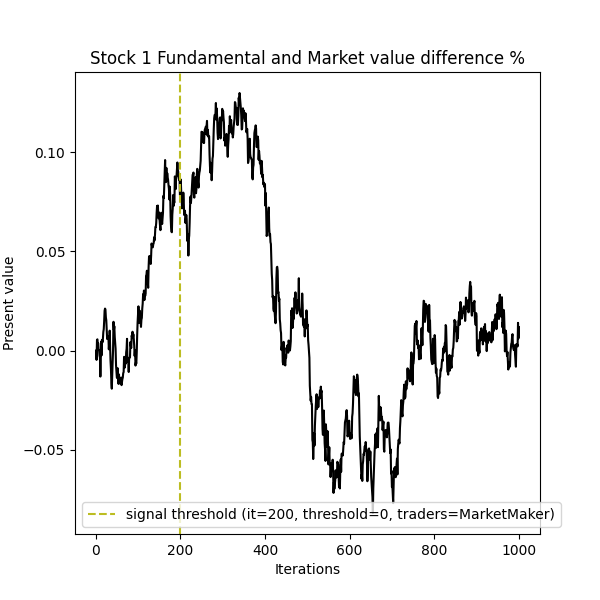 Stock 1 Fundamental and Market value difference %
Present value
0.10
0.05
0.00
−0.05
signal threshold (it=200, threshold=0, traders=MarketMaker)
0 200 400 600 800 1000
Iterations